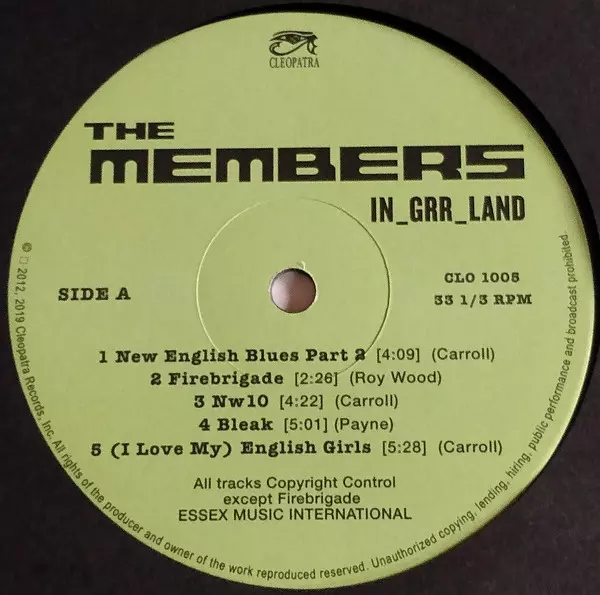 CLEOPATRA
THE
MEMBERS
IN_GRR_LAND
SIDE A
CLO 1008
33 1/3 RPM
1 New English Blues Part 2 [4:09] (Carroll)
2 Firebrigade [2:26] (Roy Wood)
3 Nw10 [4:22] (Carroll)
4 Bleak [5:01] (Payne)
5 (I Love My) English Girls [5:28] (Carroll)
All tracks Copyright Control
except Firebrigade
ESSEX MUSIC INTERNATIONAL
© 2012, 2019 Cleopatra Records, Inc. All rights of the producer and owner of the work reproduced reserved. Unauthorized copying, lending, hiring, public performance and broadcast prohibited.